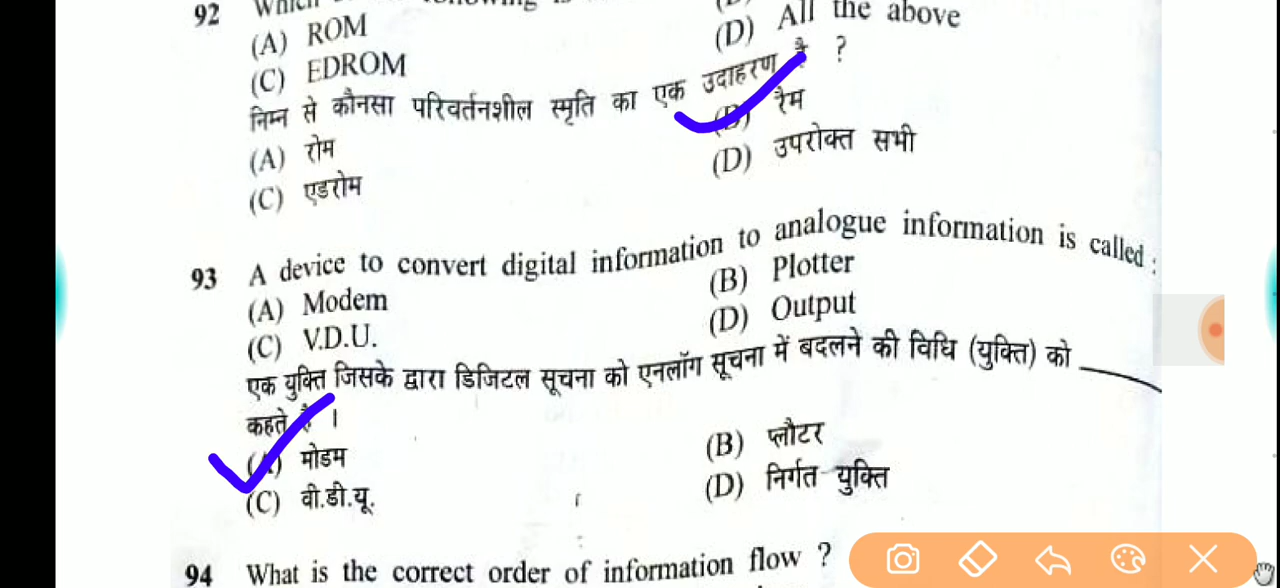 92 Which
(A) ROM
(D) All the above
(C) EDROM
निम्न से कौनसा परिवर्तनशील स्मृति का एक उदाहरण है ?
(A) रोम (B) रैम
(C) एडरोम (D) उपरोक्त सभी
93 A device to convert digital information to analogue information is called :
(A) Modem (B) Plotter
(C) V.D.U. (D) Output
एक युक्ति जिसके द्वारा डिजिटल सूचना को एनलॉग सूचना में बदलने की विधि (युक्ति) को ____
कहते है ।
(A) मोडम (B) प्लौटर
(C) वी.डी.यू. (D) निर्गत युक्ति
94 What is the correct order of information flow ?